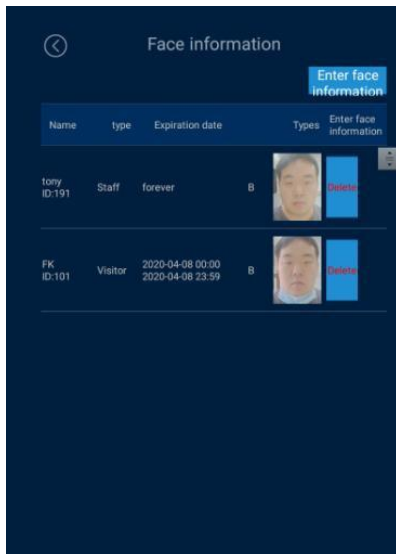 Face information
Enter face
information
Name type Expiration date Types Enter face
information
tony
ID:191
Staff forever B Delete
FK
ID:101
Visitor 2020-04-08 00:00
2020-04-08 23:59
B Delete